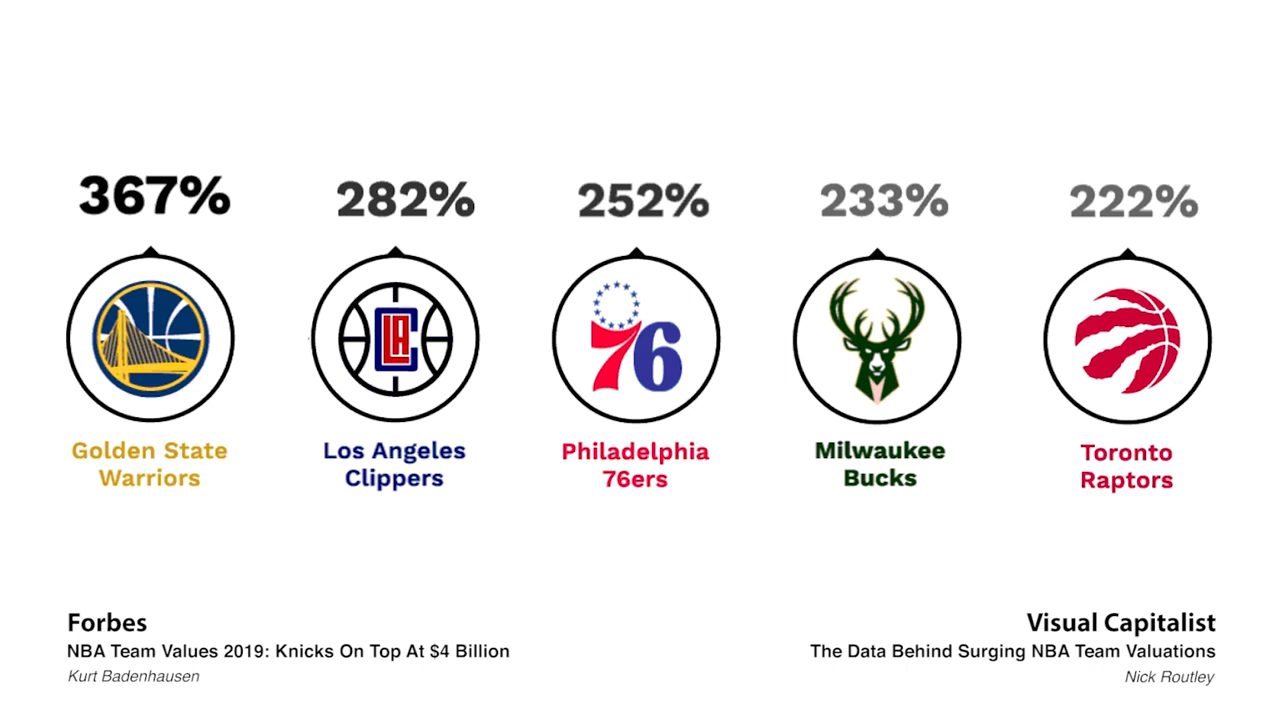 367%
282%
252%
233%
222%
LA
76
Golden State
Warriors
Los Angeles
Clippers
Philadelphia
76ers
Milwaukee
Bucks
Toronto
Raptors
Forbes
NBA Team Values 2019: Knicks On Top At $4 Billion
Kurt Badenhausen
Visual Capitalist
The Data Behind Surging NBA Team Valuations
Nick Routley